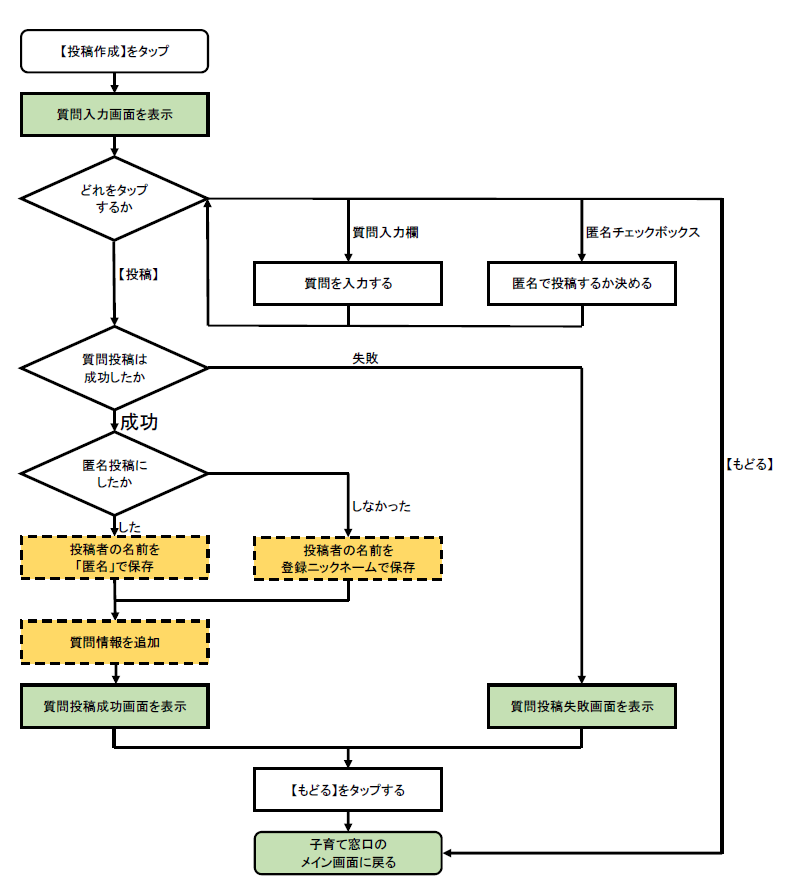 【投稿作成】をタップ
質問入力画面を表示
どれをタップ
するか
質問入力欄
匿名チェックボックス
【投稿】
質問を入力する
匿名で投稿するか決める
質問投稿は
成功したか
失敗
成功
匿名投稿に
したか
【もどる】
しなかった
した
投稿者の名前を
「匿名」で保存
投稿者の名前を
登録ニックネームで保存
質問情報を追加
質問投稿成功画面を表示
質問投稿失敗画面を表示
【もどる】をタップする
子育て窓口の
メイン画面に戻る